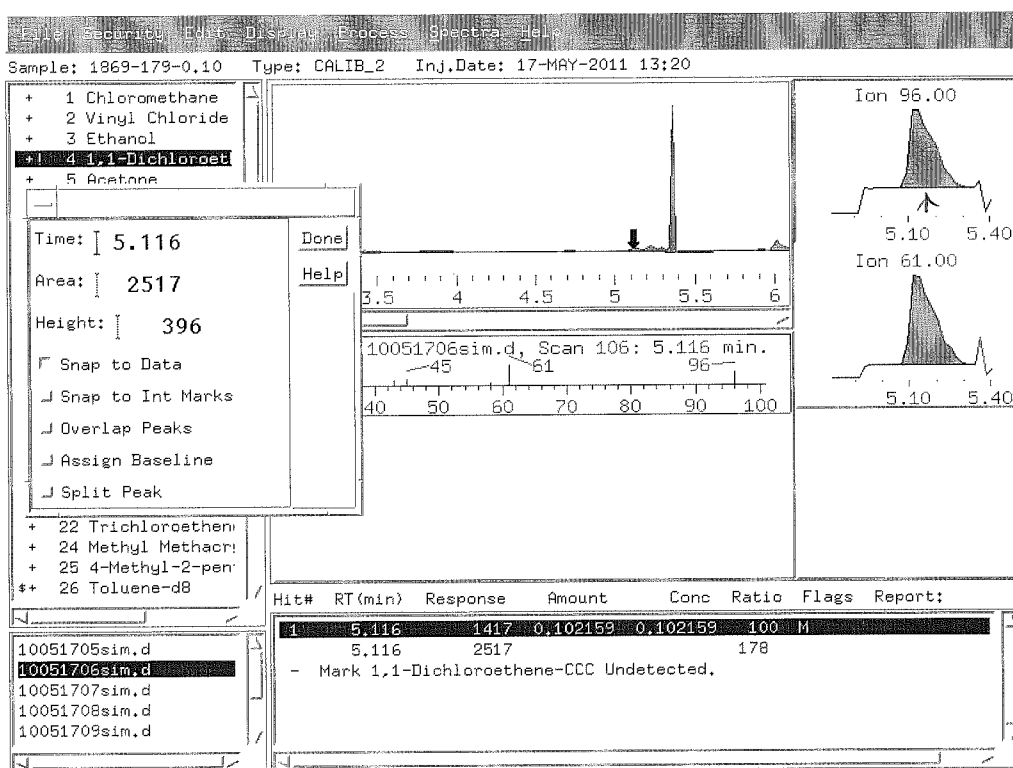 File Security Edit Display Process Spectra Help
Sample: 1869-179-0.10 Type: CALIB_2 Inj.Date: 17-MAY-2011 13:20
+ 1 Chloromethane
+ 2 Vinyl Chloride
+ 3 Ethanol
+! 4 1,1-Dichloroet
+ 5 Acetone
Time: 5.116
Done
Area: 2517
Help
Height: 396
Snap to Data
Snap to Int Marks
Overlap Peaks
Assign Baseline
Split Peak
+ 22 Trichloroethen
+ 24 Methyl Methacr
+ 25 4-Methyl-2-pen
$+ 26 Toluene-d8
10051705sim.d
10051706sim.d
10051707sim.d
10051708sim.d
10051709sim.d
3.5 4 4.5 5 5.5 6
10051706sim.d, Scan 106: 5.116 min.
45 61 96
40 50 60 70 80 90 100
Ion 96.00
5.10 5.40
Ion 61.00
5.10 5.40
Hit# RT(min) Response Amount Conc Ratio Flags Report:
1 5.116 1417 0.102159 0.102159 100 M
5.116 2517 178
- Mark 1,1-Dichloroethene-CCC Undetected.